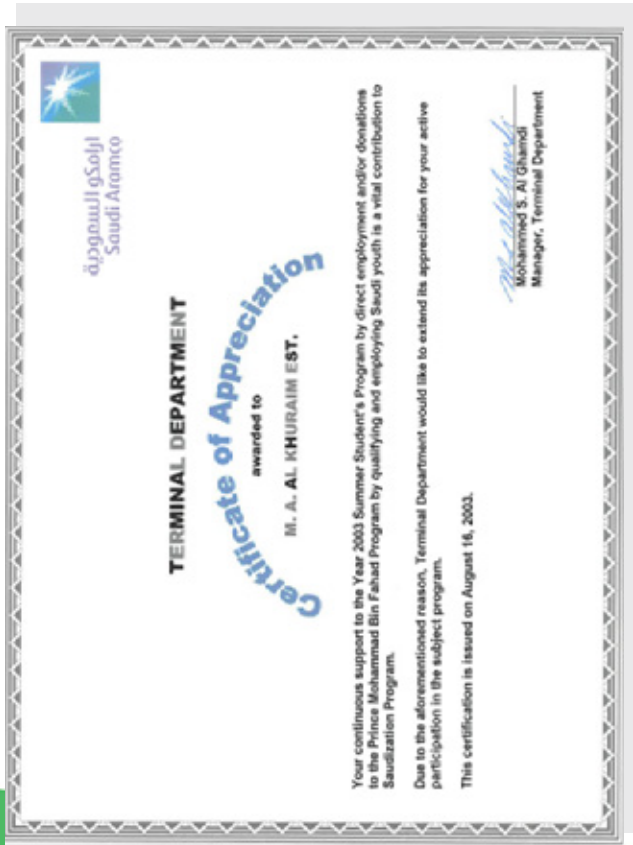 ارامكو السعودية
Saudi Aramco
TERMINAL DEPARTMENT
Certificate of Appreciation
awarded to
M. A. AL KHURAIM EST.
Your continuous support to the Year 2003 Summer Student's Program by direct employment and/or donations
to the Prince Mohammad Bin Fahad Program by qualifying and employing Saudi youth is a vital contribution to
Saudization Program.
Due to the aforementioned reason, Terminal Department would like to extend its appreciation for your active
participation in the subject program.
This certification is issued on August 16, 2003.
Mohammed S. Al Ghamdi
Manager, Terminal Department